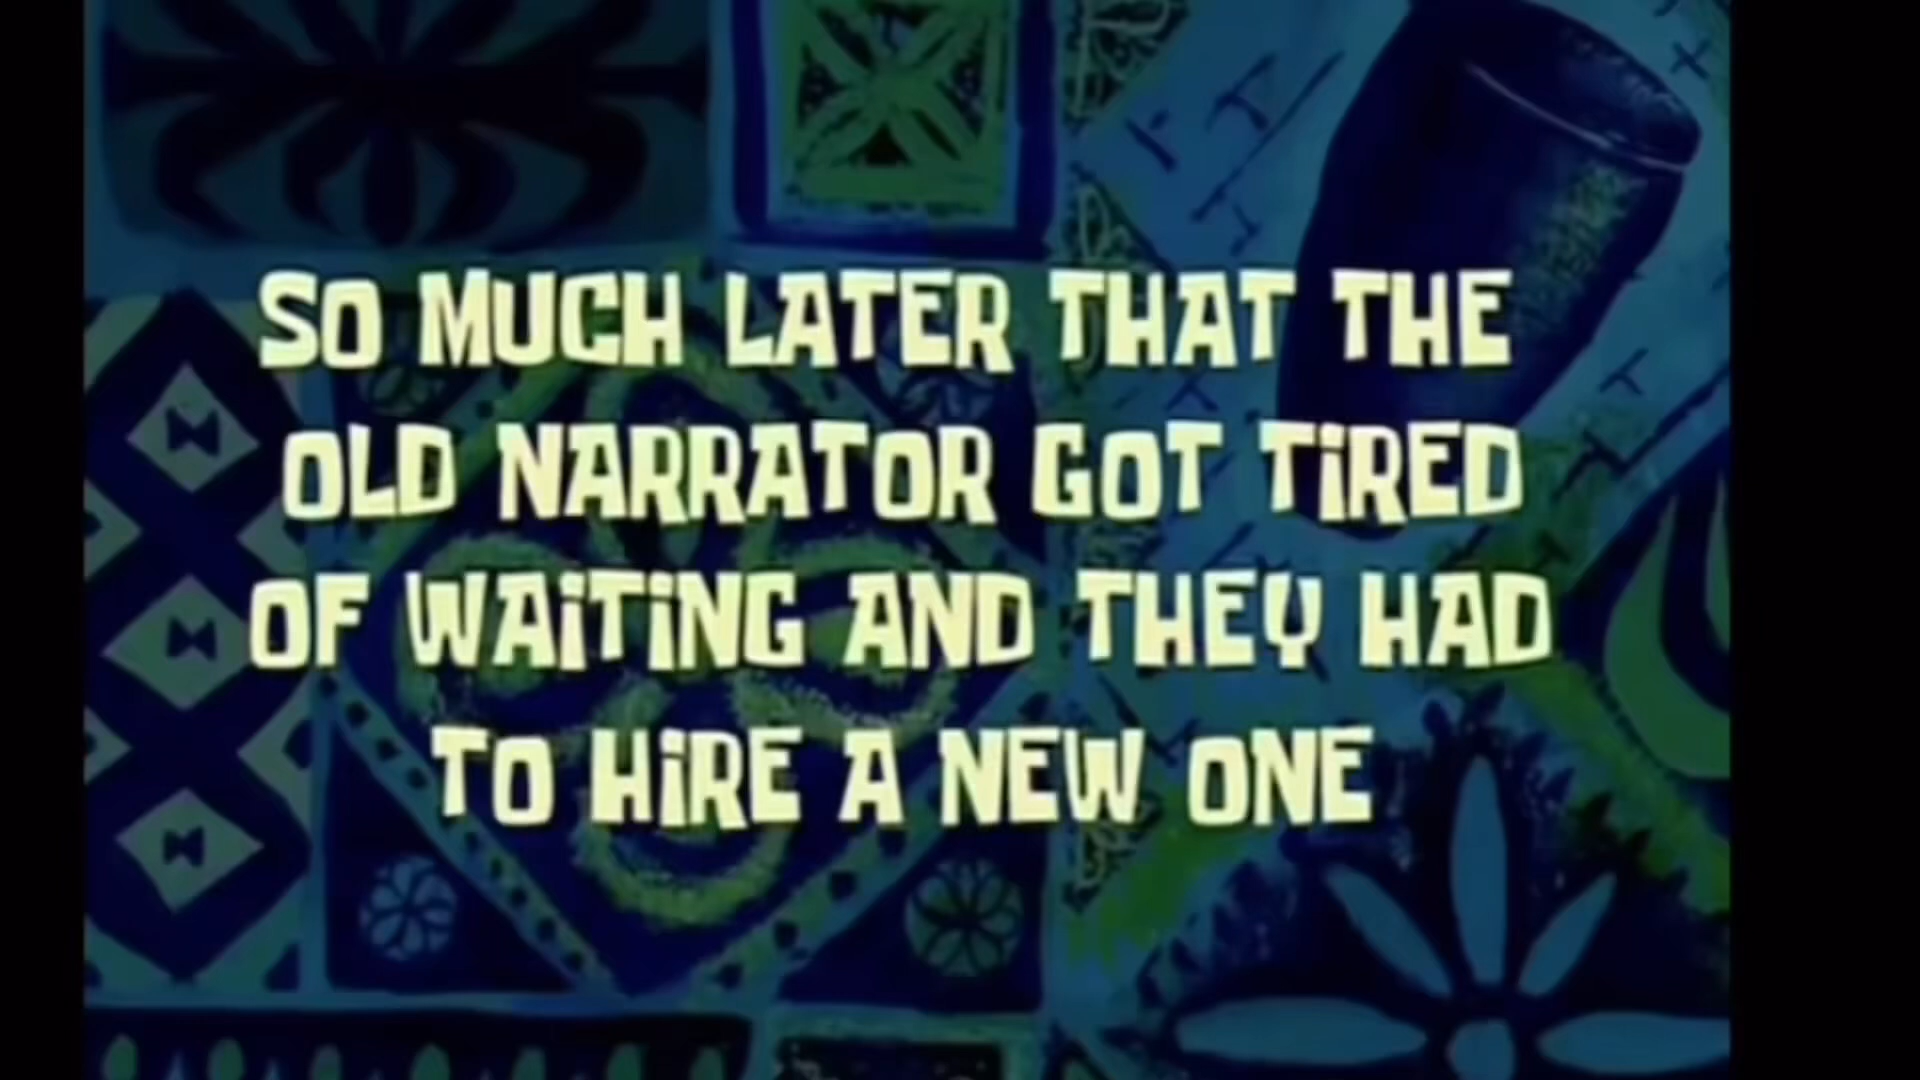 SO MUCH LATER THAT THE
OLD NARRATOR GOT TiRED
OF WAiTiNG AND THEY HAD
TO HiRE A NEW ONE